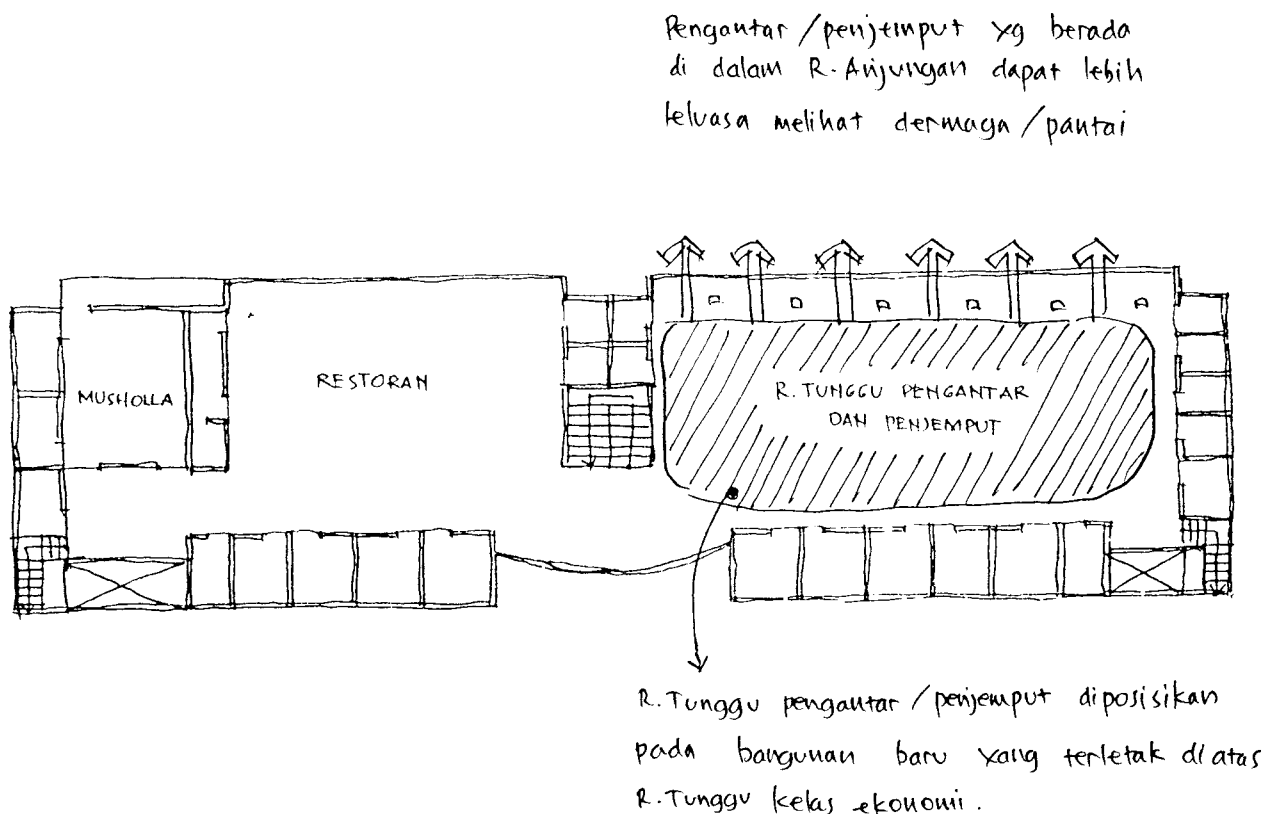 Pengantar / penjemput yg berada
di dalam R. Anjungan dapat lebih
leluasa melihat dermaga / pantai
MUSHOLLA
RESTORAN
R. TUNGGU PENGANTAR
DAN PENJEMPUT
R. Tunggu pengantar / penjemput diposisikan
pada bangunan baru yang terletak diatas
R. Tunggu kelas ekonomi.